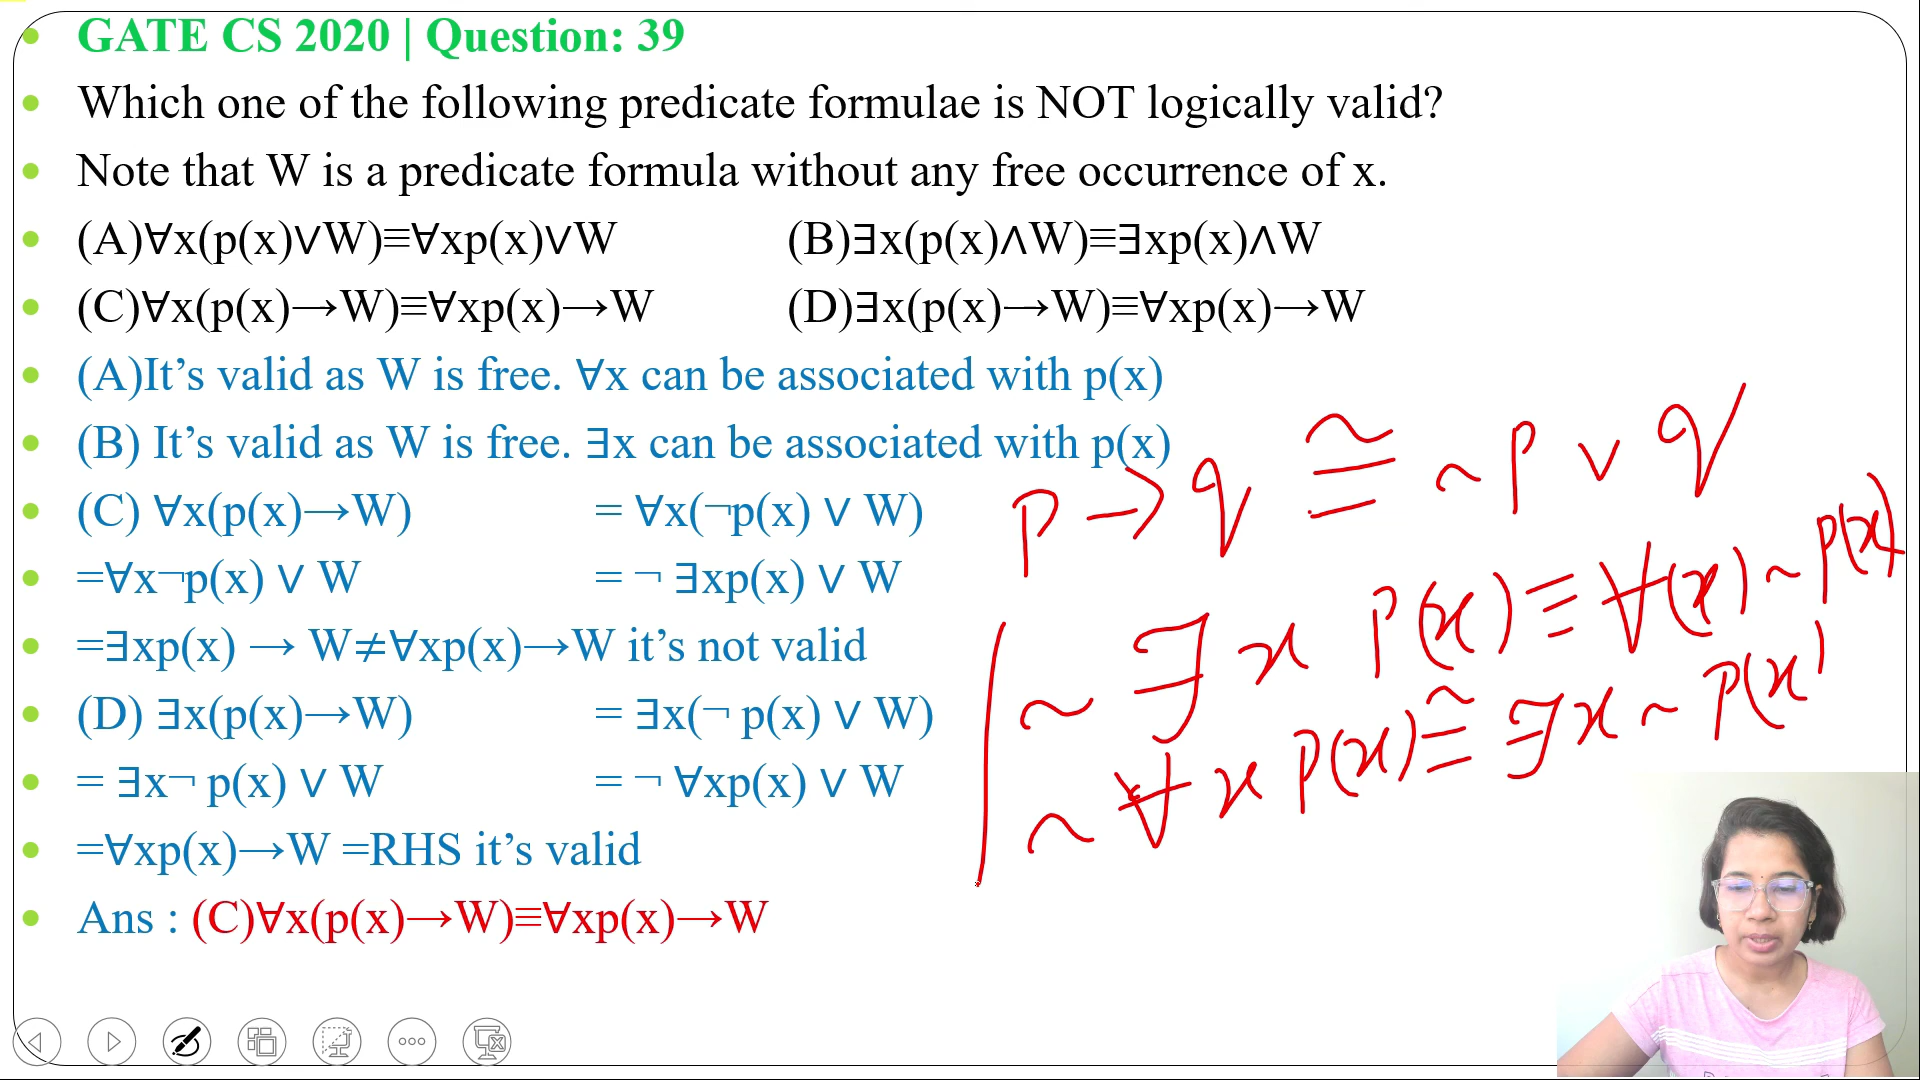 GATE CS 2020 | Question: 39
Which one of the following predicate formulae is NOT logically valid?
Note that W is a predicate formula without any free occurrence of x.
(A)∀x(p(x)∨W)≡∀xp(x)∨W (B)∃x(p(x)∧W)≡∃xp(x)∧W
(C)∀x(p(x)→W)≡∀xp(x)→W (D)∃x(p(x)→W)≡∀xp(x)→W
(A)It’s valid as W is free. ∀x can be associated with p(x)
(B) It’s valid as W is free. ∃x can be associated with p(x)
(C) ∀x(p(x)→W) = ∀x(¬p(x) ∨ W)
=∀x¬p(x) ∨ W = ¬ ∃xp(x) ∨ W
=∃xp(x) → W≠∀xp(x)→W it’s not valid
(D) ∃x(p(x)→W) = ∃x(¬ p(x) ∨ W)
= ∃x¬ p(x) ∨ W = ¬ ∀xp(x) ∨ W
=∀xp(x)→W =RHS it’s valid
Ans : (C)∀x(p(x)→W)≡∀xp(x)→W
p → q ≅ ~p ∨ q
~ ∃x P(x) ≡ ∀(x) ~ P(x)
~ ∀x P(x) ≅ ∃x ~ P(x)